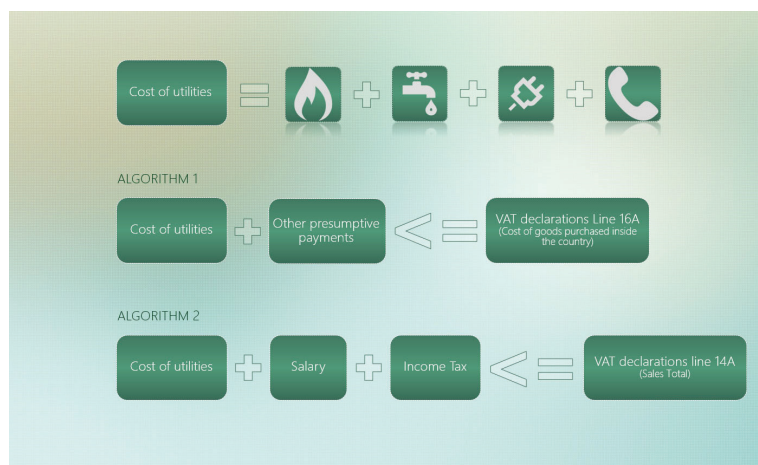 Cost of utilities = + + +
ALGORITHM 1
Cost of utilities + Other presumptive
payments < = VAT declarations Line 16A
(Cost of goods purchased inside
the country)
ALGORITHM 2
Cost of utilities + Salary + Income Tax < = VAT declarations line 14A
(Sales Total)